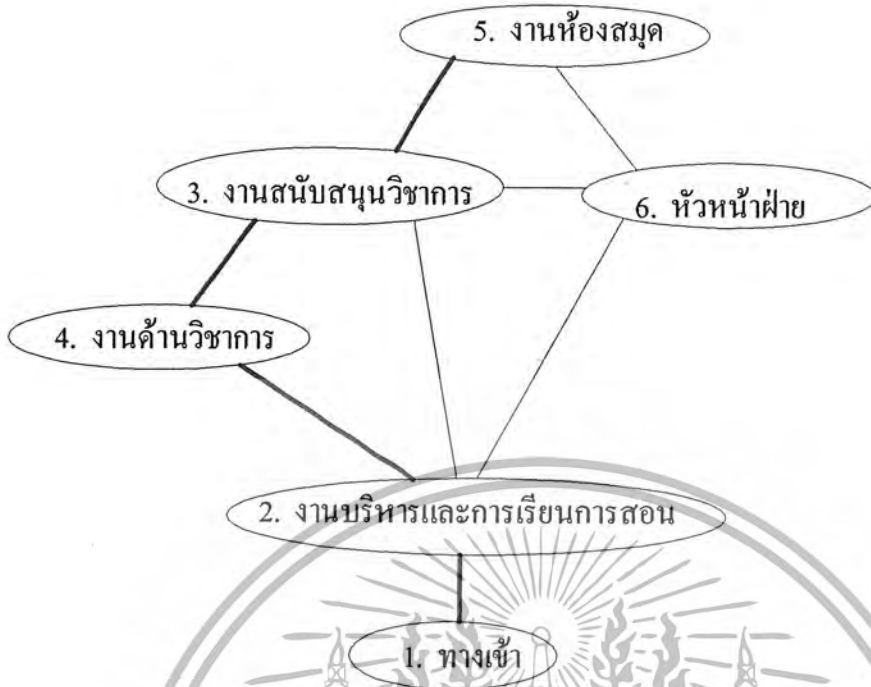 5. งานห้องสมุด
3. งานสนับสนุนวิชาการ
6. หัวหน้าฝ่าย
4. งานด้านวิชาการ
2. งานบริหารและการเรียนการสอน
1. ทางเข้า